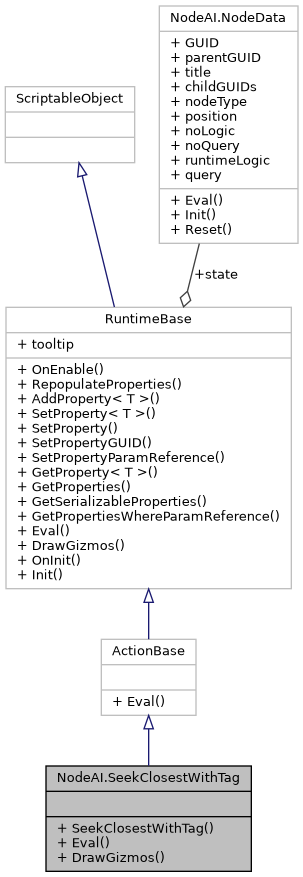 NodeAI.NodeData
+ GUID
+ parentGUID
+ title
+ childGUIDs
+ nodeType
+ position
+ noLogic
+ noQuery
+ runtimeLogic
+ query
+ Eval()
+ Init()
+ Reset()
ScriptableObject
+state
RuntimeBase
+ tooltip
+ OnEnable()
+ RepopulateProperties()
+ AddProperty< T >()
+ SetProperty< T >()
+ SetProperty()
+ SetPropertyGUID()
+ SetPropertyParamReference()
+ GetProperty< T >()
+ GetProperties()
+ GetSerializableProperties()
+ GetPropertiesWhereParamReference()
+ Eval()
+ DrawGizmos()
+ OnInit()
+ Init()
ActionBase
+ Eval()
NodeAI.SeekClosestWithTag
+ SeekClosestWithTag()
+ Eval()
+ DrawGizmos()